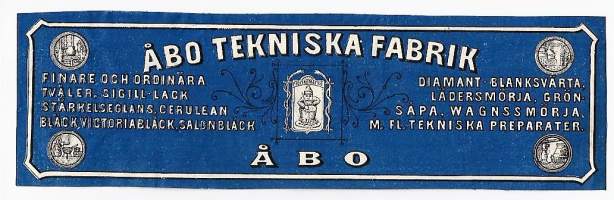 ÅBO TEKNISKA FABRIK
FINARE OCH ORDINÄRA
TVÅLER, SIGILL-LACK
STÄRKELSEGLANS, CERULEAN
BLÄCK, VICTORIABLÄCK, SALONBLÄCK
DIAMANT-BLANKSVÄRTA,
LÄDERSMÖRJA, GRÖN-
SÅPA, WAGNSSMÖRJA,
M. FL. TEKNISKA PREPARATER.
ÅBO